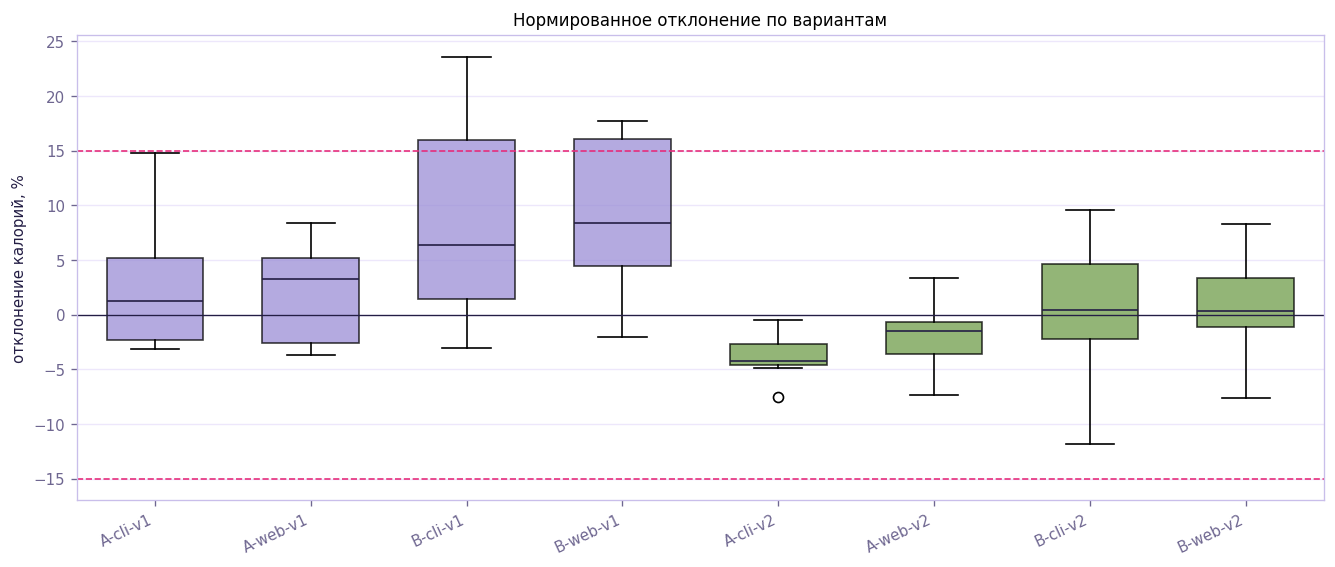 Нормированное отклонение по вариантам
отклонение калорий, %
25
20
15
10
5
0
−5
−10
−15
A-cli-v1
A-web-v1
B-cli-v1
B-web-v1
A-cli-v2
A-web-v2
B-cli-v2
B-web-v2